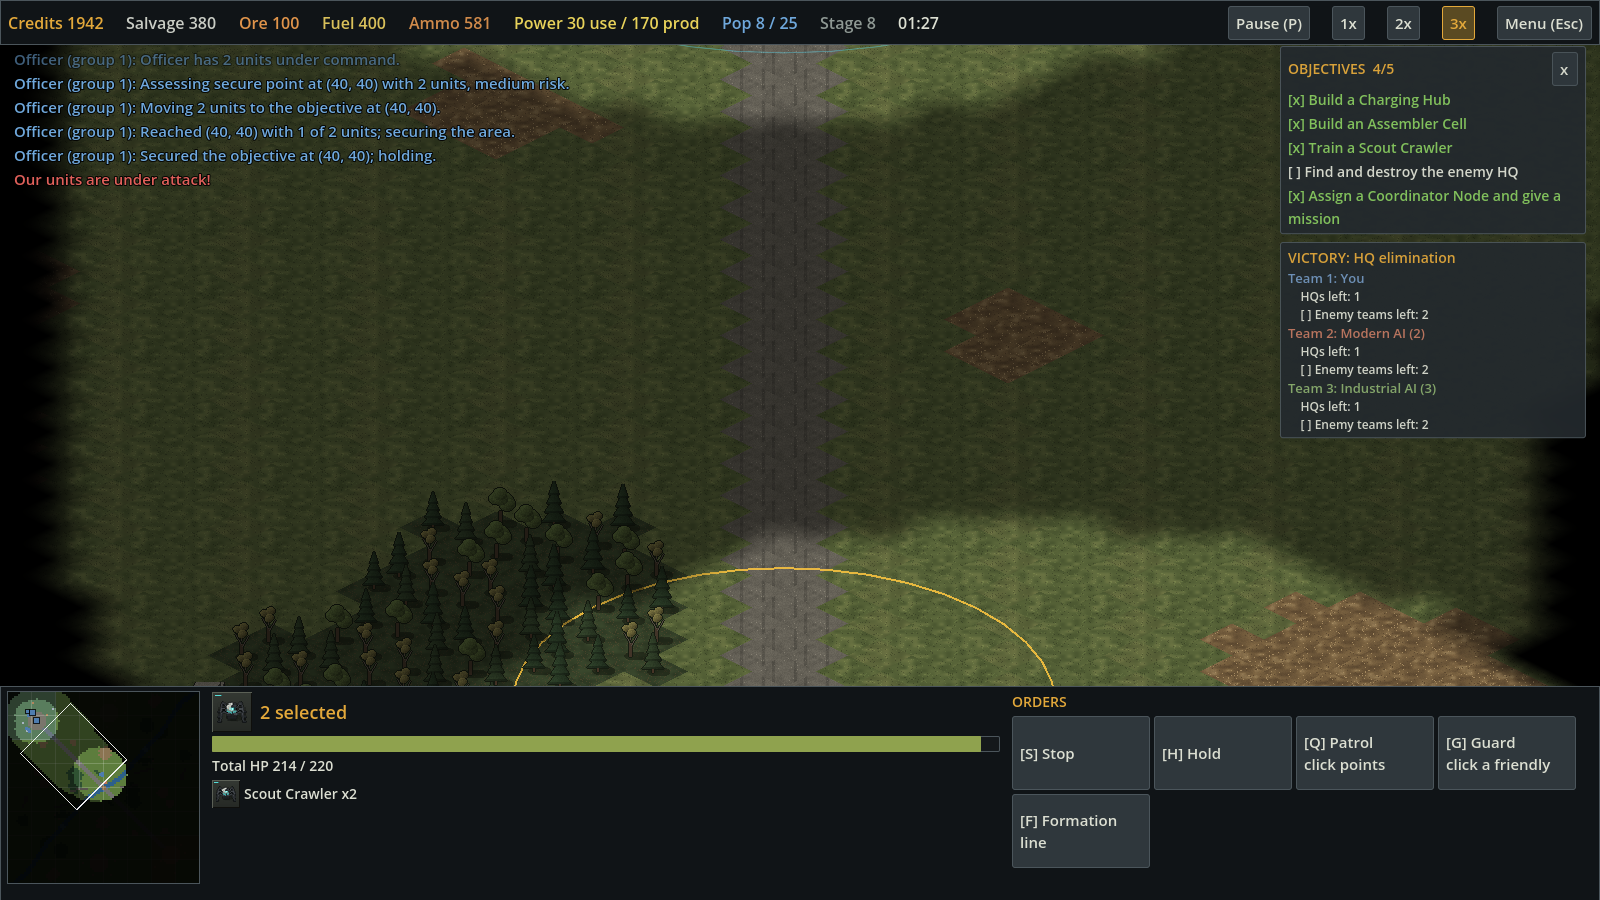 Credits 1942 Salvage 380 Ore 100 Fuel 400 Ammo 581 Power 30 use / 170 prod Pop 8 / 25 Stage 8 01:27 Pause (P) 1x 2x 3x Menu (Esc)
Officer (group 1): Officer has 2 units under command.
Officer (group 1): Assessing secure point at (40, 40) with 2 units, medium risk.
Officer (group 1): Moving 2 units to the objective at (40, 40).
Officer (group 1): Reached (40, 40) with 1 of 2 units; securing the area.
Officer (group 1): Secured the objective at (40, 40); holding.
Our units are under attack!
OBJECTIVES 4/5 x
[x] Build a Charging Hub
[x] Build an Assembler Cell
[x] Train a Scout Crawler
[ ] Find and destroy the enemy HQ
[x] Assign a Coordinator Node and give a
mission
VICTORY: HQ elimination
Team 1: You
HQs left: 1
[ ] Enemy teams left: 2
Team 2: Modern AI (2)
HQs left: 1
[ ] Enemy teams left: 2
Team 3: Industrial AI (3)
HQs left: 1
[ ] Enemy teams left: 2
2 selected
Total HP 214 / 220
Scout Crawler x2
ORDERS
[S] Stop
[H] Hold
[Q] Patrol
click points
[G] Guard
click a friendly
[F] Formation
line